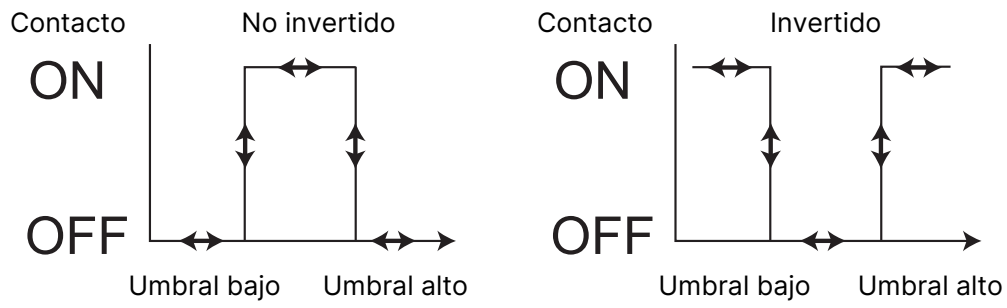 Contacto No invertido
ON
OFF
Umbral bajo Umbral alto
Contacto Invertido
ON
OFF
Umbral bajo Umbral alto